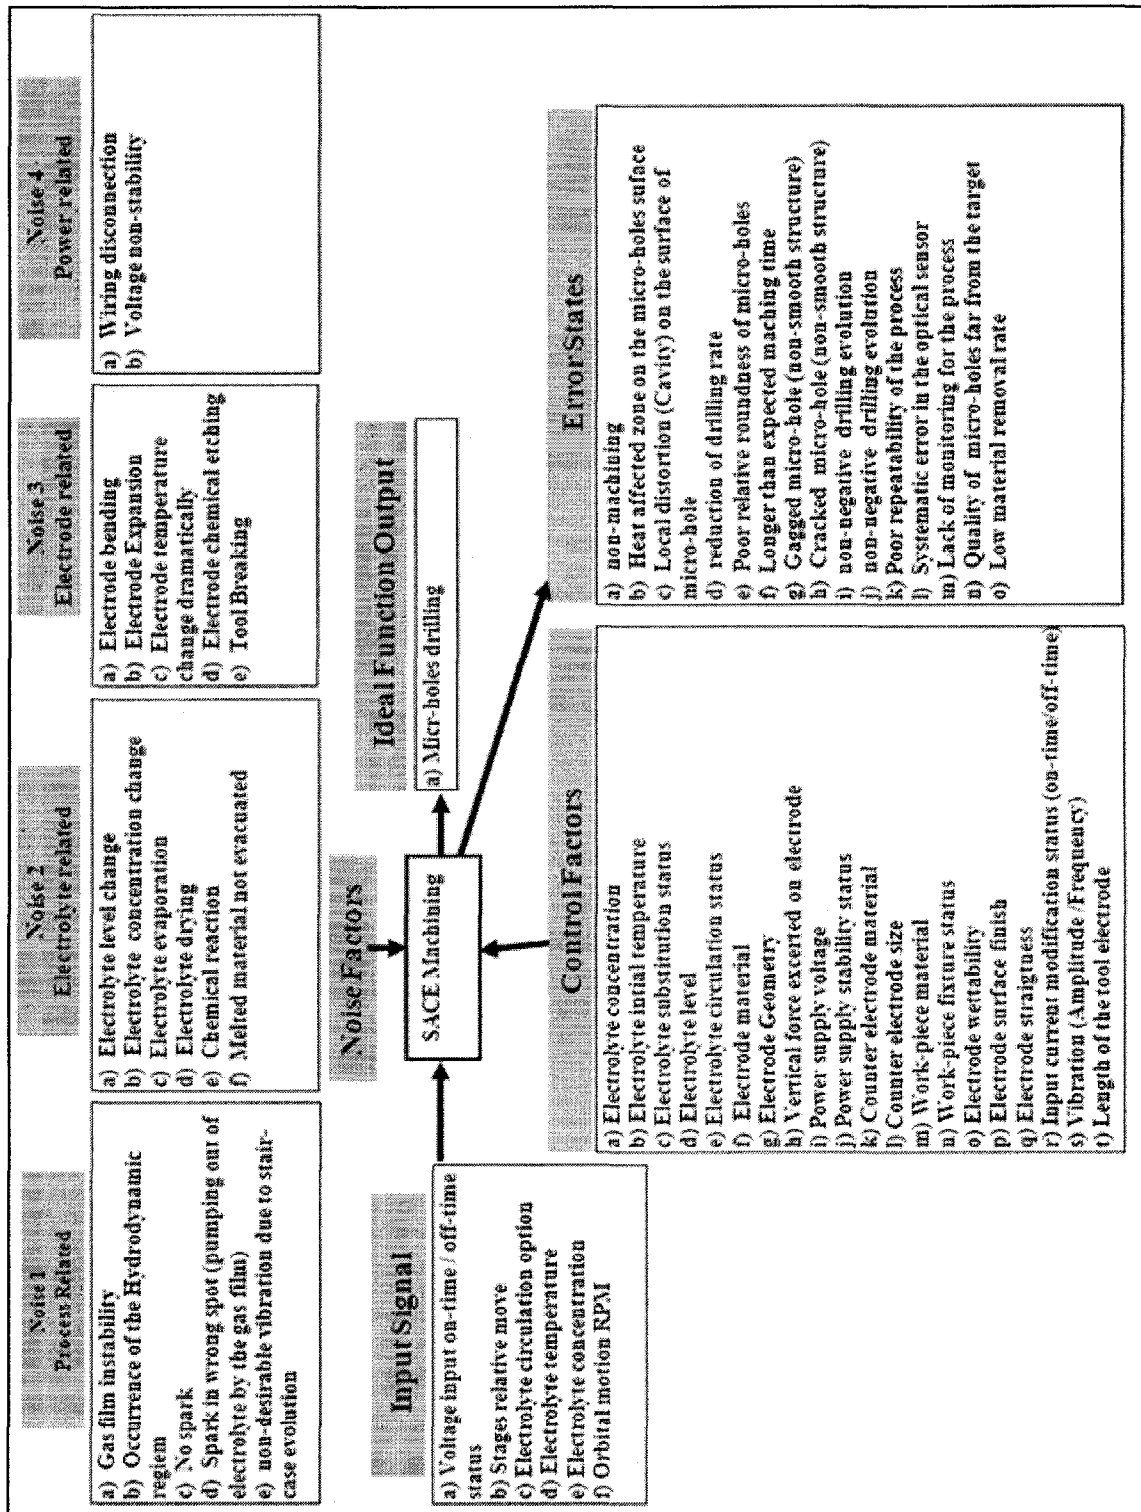 Noise 1
Process Related
a) Gas film instability
b) Occurrence of the Hydrodynamic
regiem
c) No spark
d) Spark in wrong spot (pumping out of
electrolyte by the gas film)
e) non-desirable vibration due to stair-
case evolution
Noise 2
Electrolyte related
a) Electrolyte level change
b) Electrolyte concentration change
c) Electrolyte evaporation
d) Electrolyte drying
e) Chemical reaction
f) Melted material not evacuated
Noise 3
Electrode related
a) Electrode bending
b) Electrode Expansion
c) Electrode temperature
change dramatically
d) Electrode chemical etching
e) Tool Breaking
Noise 4
Power related
a) Wiring disconnection
b) Voltage non-stability
Noise Factors
Input Signal
a) Voltage input on-time / off-time
status
b) Stages relative move
c) Electrolyte circulation option
d) Electrolyte temperature
e) Electrolyte concentration
f) Orbital motion RPM
SACE Machining
Ideal Function Output
a) Micr-holes drilling
Control Factors
a) Electrolyte concentration
b) Electrolyte intial temperature
c) Electrolyte substitution status
d) Electrolyte level
e) Electrolyte circulation status
f) Electrode material
g) Electrode Geometry
h) Vertical force excerted on electrode
i) Power supply voltage
j) Power supply stability status
k) Counter electrode material
l) Counter electrode size
m) Work-piece material
n) Work-piece fixture status
o) Electrode wettability
p) Electrode surface finish
q) Electrode straigtness
r) Input current modification status (on-time/off-time)
s) Vibration (Amplitude /Frequency)
t) Length of the tool electrode
Error States
a) non-machining
b) Heat affected zone on the micro-holes suface
c) Local distortion (Cavity) on the surface of
micro-hole
d) reduction of drilling rate
e) Poor relative roundness of micro-holes
f) Longer than expected maching time
g) Gagged micro-hole (non-smooth structure)
h) Cracked micro-hole (non-smooth structure)
i) non-negative drilling evolution
j) non-negative drilling evolution
k) Poor repeatability of the process
l) Systematic error in the optical sensor
m) Lack of monitoring for the process
n) Quality of micro-holes far from the target
o) Low material removal rate